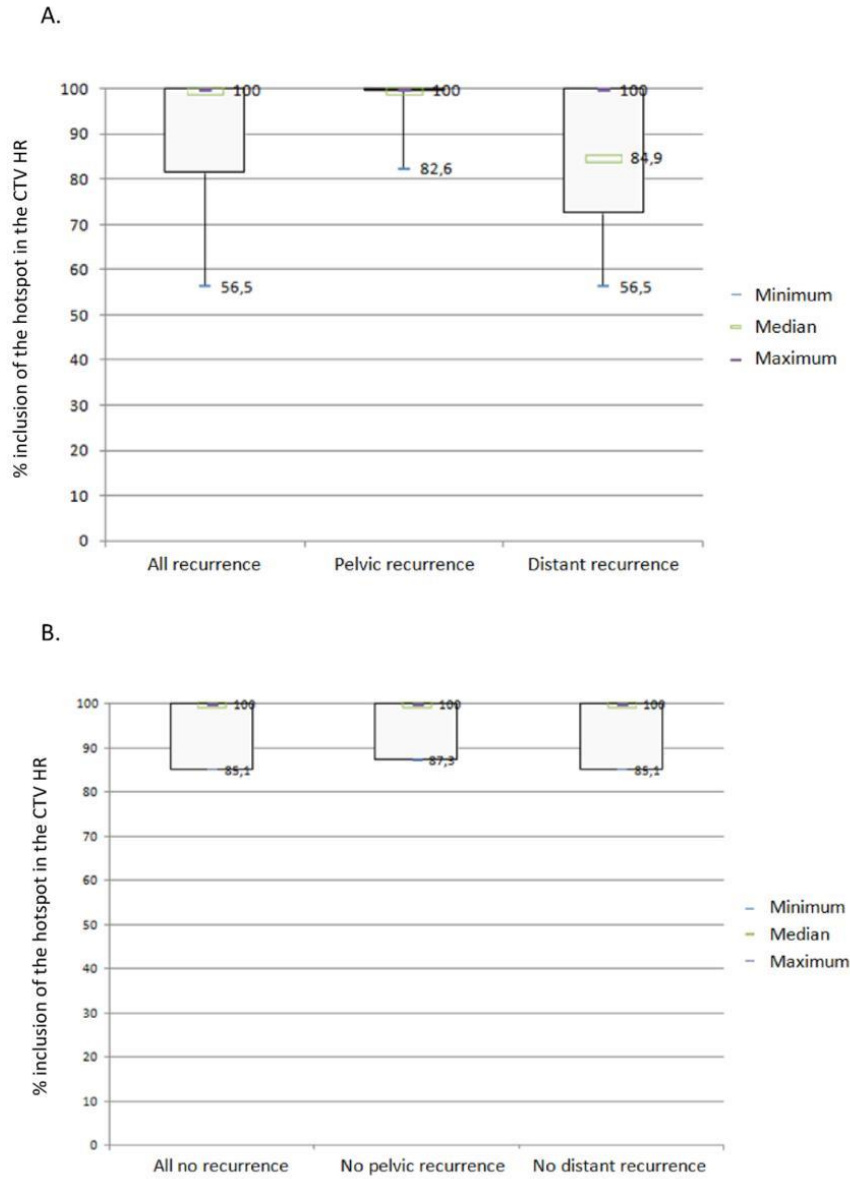 A.
% inclusion of the hotspot in the CTV HR
100
90
80
70
60
50
40
30
20
10
0
100
100
100
82,6
84,9
56,5
56,5
All recurrence
Pelvic recurrence
Distant recurrence
Minimum
Median
Maximum
B.
% inclusion of the hotspot in the CTV HR
100
90
80
70
60
50
40
30
20
10
0
100
100
100
85,1
87,3
85,1
All no recurrence
No pelvic recurrence
No distant recurrence
Minimum
Median
Maximum